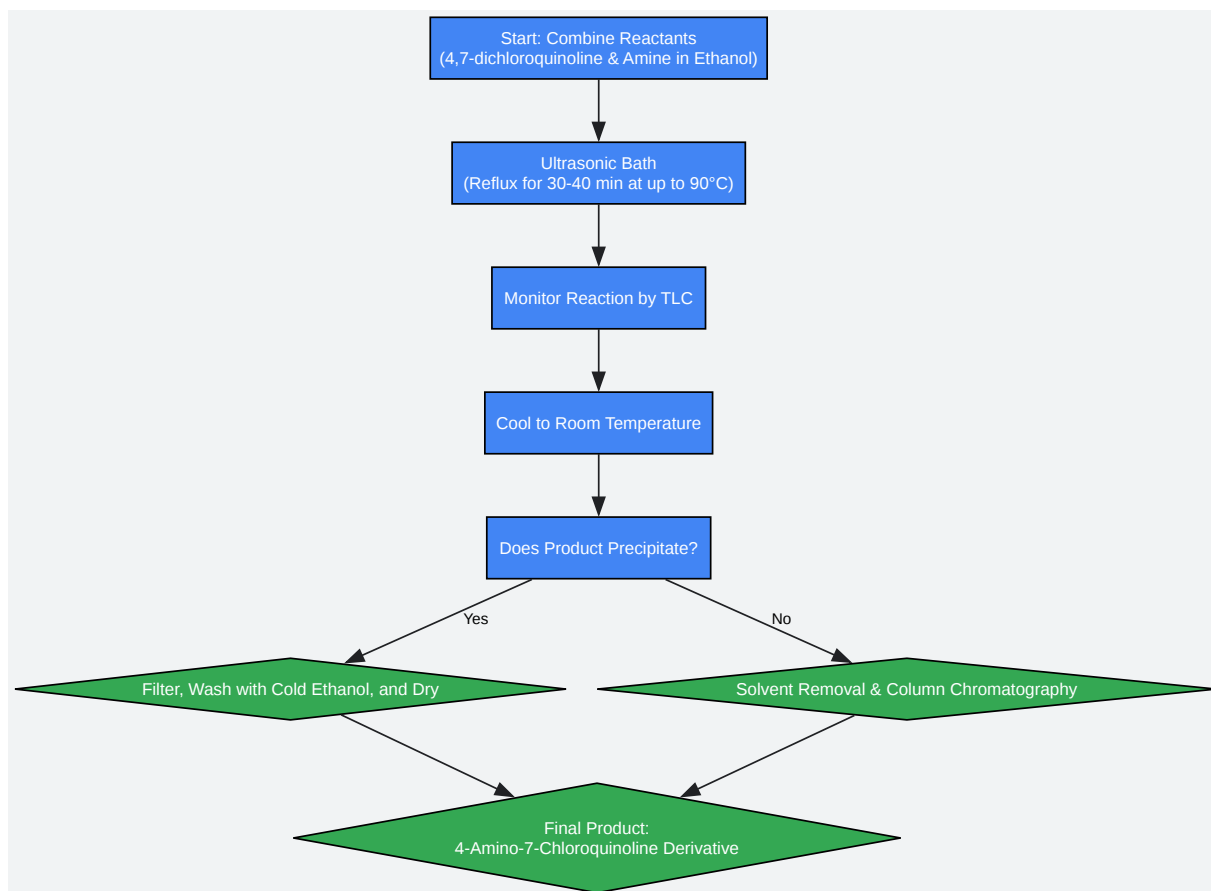 Start: Combine Reactants
(4,7-dichloroquinoline & Amine in Ethanol)
Ultrasonic Bath
(Reflux for 30-40 min at up to 90°C)
Monitor Reaction by TLC
Cool to Room Temperature
Does Product Precipitate?
Yes
No
Filter, Wash with Cold Ethanol, and Dry
Solvent Removal & Column Chromatography
Final Product:
4-Amino-7-Chloroquinoline Derivative